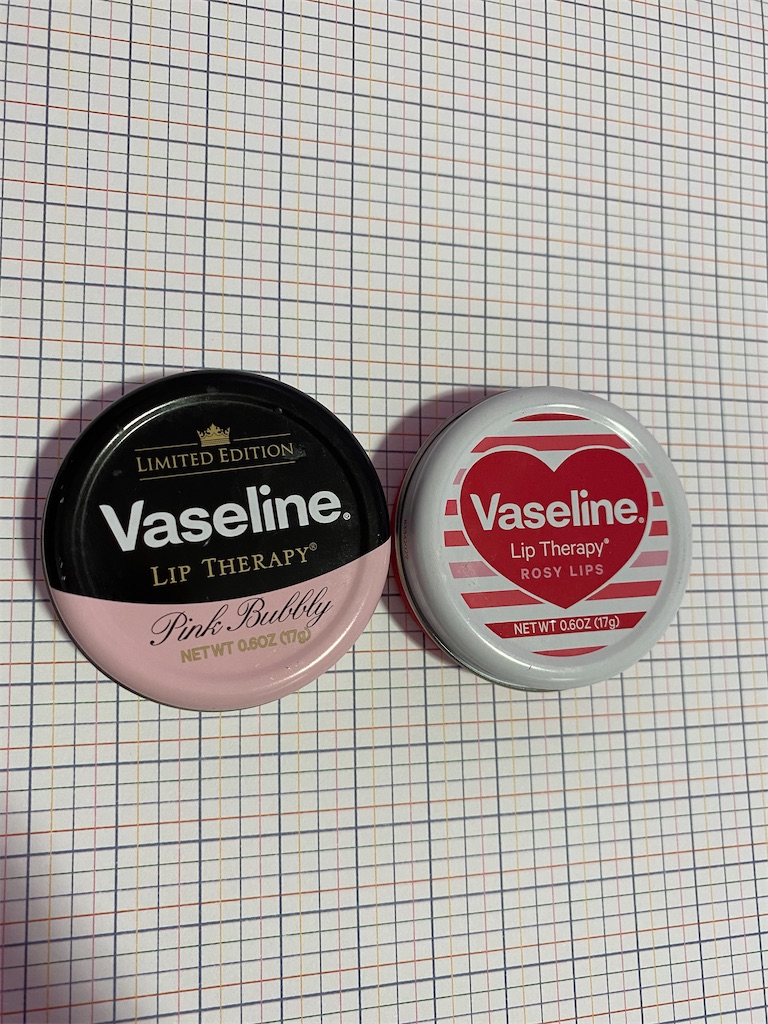 LIMITED EDITION
Vaseline®
LIP THERAPY®
Pink Bubbly
NET WT 0.6OZ (17g)
Vaseline®
Lip Therapy®
ROSY LIPS
NET WT 0.6OZ (17g)